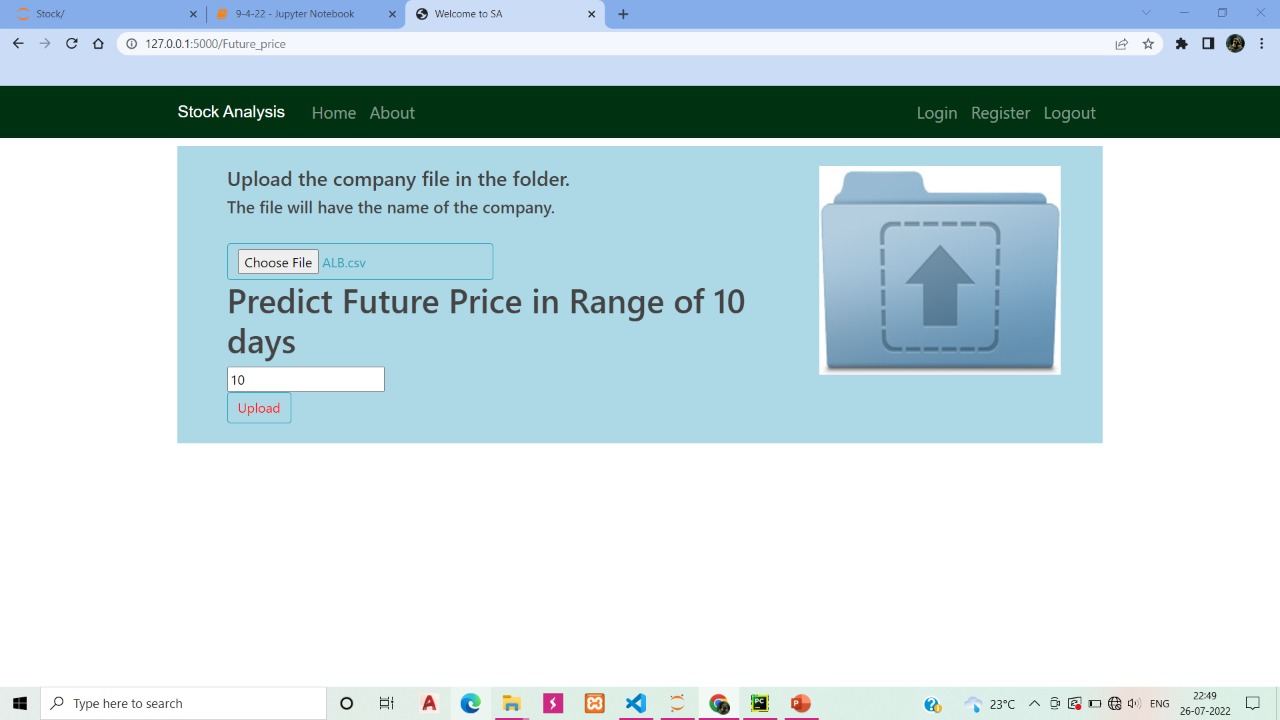 Stock/
9-4-22 - Jupyter Notebook
Welcome to SA
127.0.0.1:5000/Future_price
Stock Analysis Home About Login Register Logout
Upload the company file in the folder.
The file will have the name of the company.
Choose File ALB.csv
Predict Future Price in Range of 10
days
10
Upload
Type here to search
23°C
ENG
22:49
26-07-2022